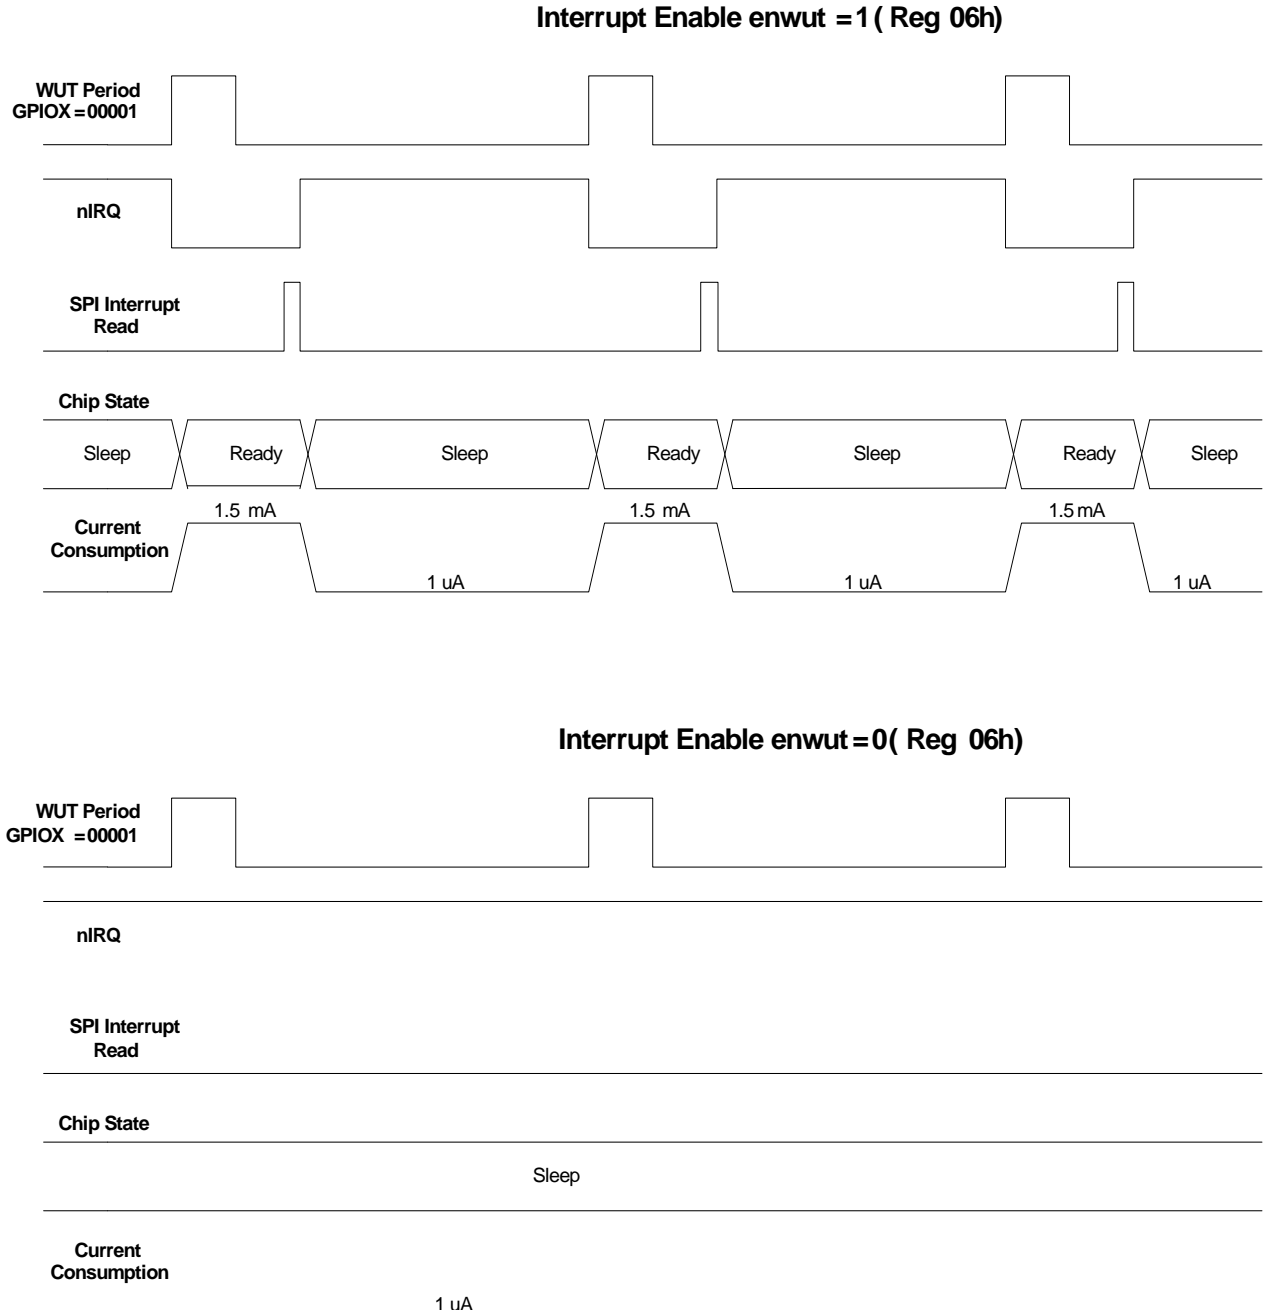 Interrupt Enable enwut =1 ( Reg 06h)
WUT Period
GPIOX =00001
nIRQ
SPI Interrupt
Read
Chip State
Sleep Ready Sleep Ready Sleep Ready Sleep
1.5 mA 1.5 mA 1.5 mA
Current
Consumption
1 uA 1 uA 1 uA
Interrupt Enable enwut =0 ( Reg 06h)
WUT Period
GPIOX =00001
nIRQ
SPI Interrupt
Read
Chip State
Sleep
Current
Consumption
1 uA